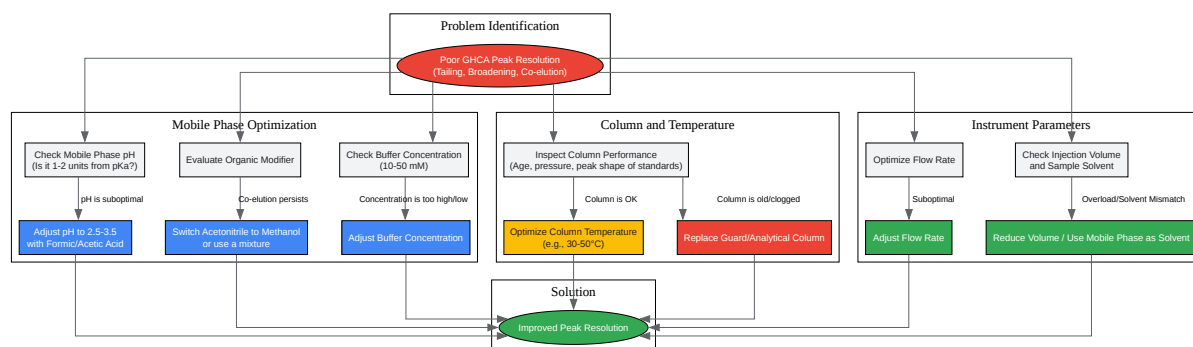 Problem Identification
Poor GHCA Peak Resolution
(Tailing, Broadening, Co-elution)
Mobile Phase Optimization
Check Mobile Phase pH
(Is it 1-2 units from pKa?)
Evaluate Organic Modifier
Check Buffer Concentration
(10-50 mM)
pH is suboptimal
Co-elution persists
Concentration is too high/low
Adjust pH to 2.5-3.5
with Formic/Acetic Acid
Switch Acetonitrile to Methanol
or use a mixture
Adjust Buffer Concentration
Column and Temperature
Inspect Column Performance
(Age, pressure, peak shape of standards)
Column is OK
Column is old/clogged
Optimize Column Temperature
(e.g., 30-50°C)
Replace Guard/Analytical Column
Instrument Parameters
Optimize Flow Rate
Check Injection Volume
and Sample Solvent
Suboptimal
Overload/Solvent Mismatch
Adjust Flow Rate
Reduce Volume / Use Mobile Phase as Solvent
Solution
Improved Peak Resolution